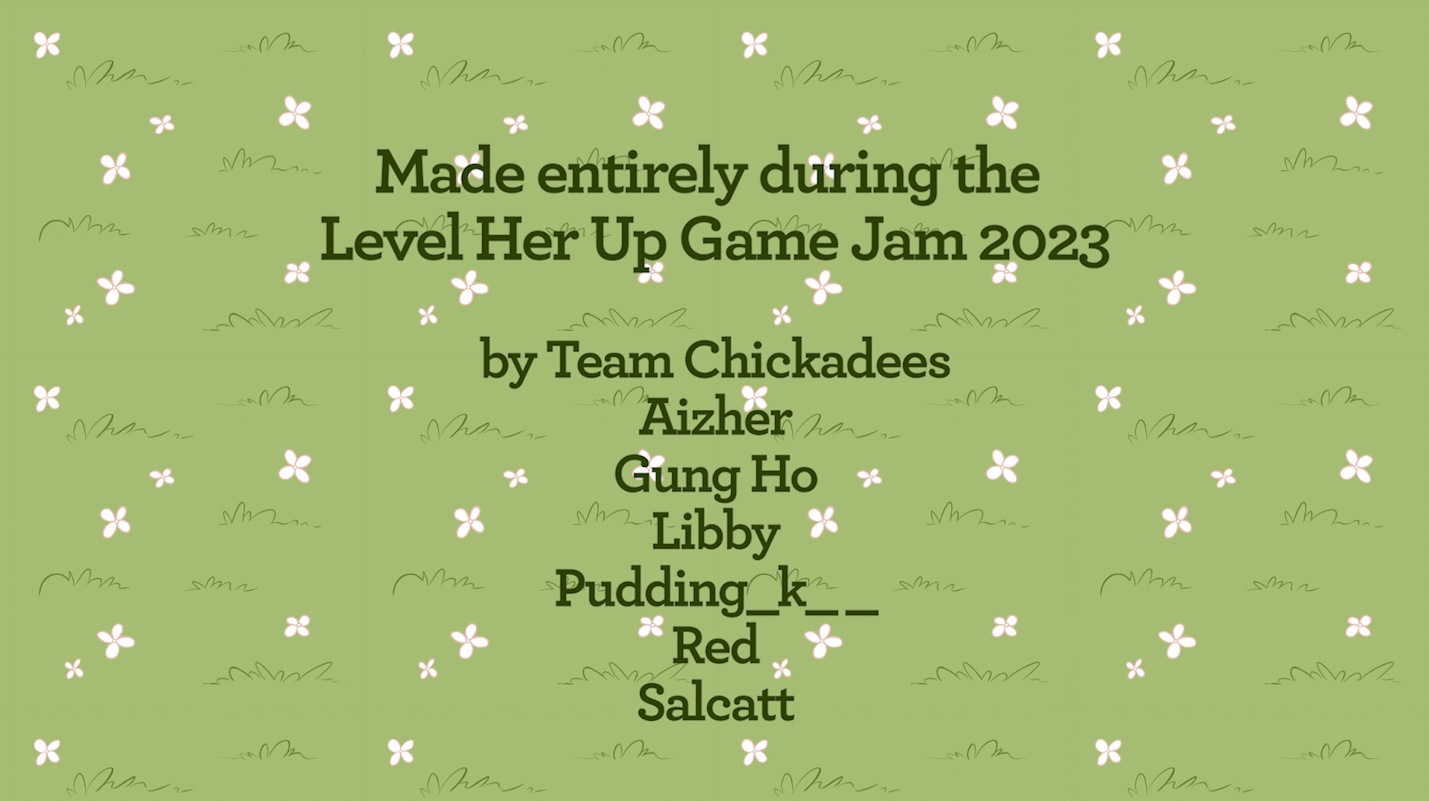 Made entirely during the
Level Her Up Game Jam 2023
by Team Chickadees
Aizher
Gung Ho
Libby
Pudding_k_ _
Red
Salcatt